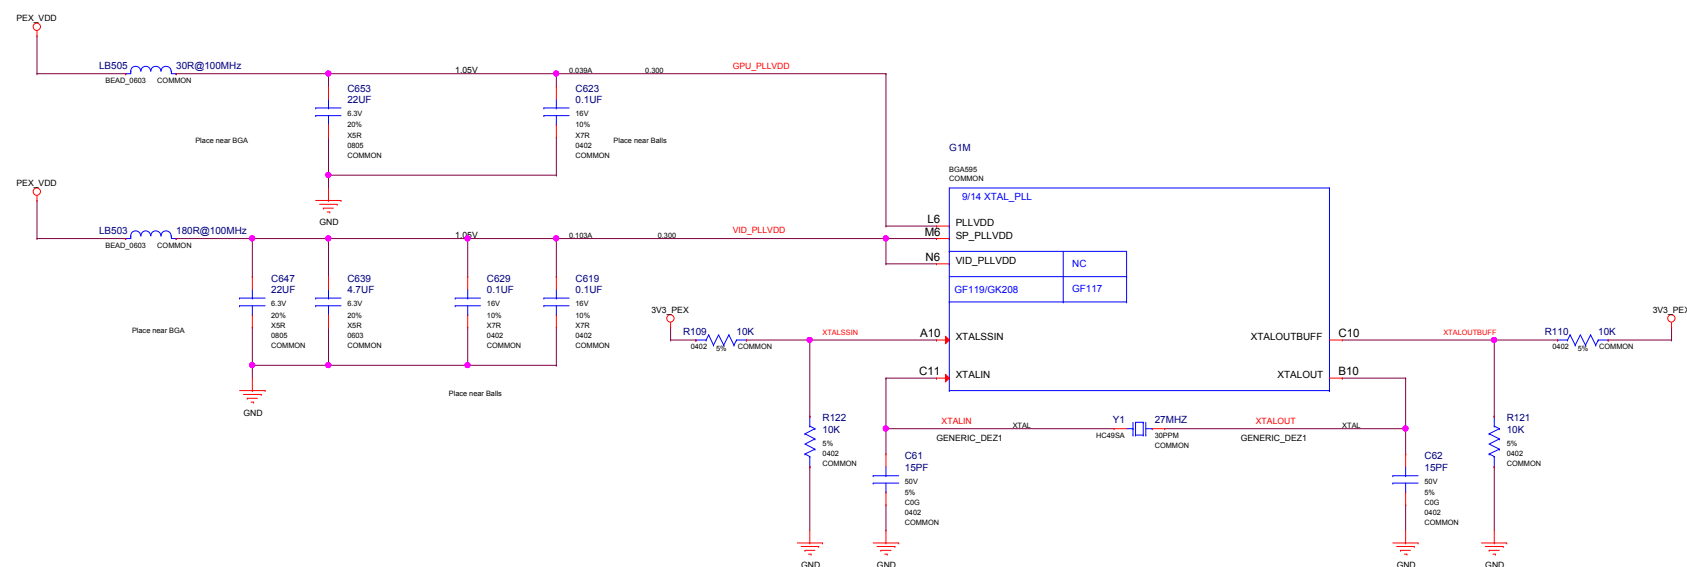 PEX_VDD
LB505 30R@100MHz
BEAD_0603 COMMON
1.05V 0.039A 0.300 GPU_PLLVDD
C653
22UF
6.3V
20%
X5R
0805
COMMON
C623
0.1UF
16V
10%
X7R
0402
COMMON
Place near BGA
Place near Balls
GND
PEX_VDD
LB503 180R@100MHz
BEAD_0603 COMMON
1.05V 0.103A 0.300 VID_PLLVDD
C647
22UF
6.3V
20%
X5R
0805
COMMON
C639
4.7UF
6.3V
20%
X5R
0603
COMMON
C629
0.1UF
16V
10%
X7R
0402
COMMON
C619
0.1UF
16V
10%
X7R
0402
COMMON
Place near BGA
Place near Balls
GND
G1M
BGA595
COMMON
9/14 XTAL_PLL
L6 PLLVDD
M6 SP_PLLVDD
N6 VID_PLLVDD NC
GF119/GK208 GF117
3V3_PEX
R109 10K
0402 5% COMMON
XTALSSIN
A10 XTALSSIN
C11 XTALIN
XTALOUTBUFF C10
XTALOUT B10
XTALOUTBUFF
R110 10K
0402 5% COMMON
3V3_PEX
R122
10K
5%
0402
COMMON
GND
XTALIN XTAL
GENERIC_DEZ1
Y1 27MHZ
HC49SA 30PPM
COMMON
XTALOUT XTAL
GENERIC_DEZ1
C61
15PF
50V
5%
C0G
0402
COMMON
GND
C62
15PF
50V
5%
C0G
0402
COMMON
GND
R121
10K
5%
0402
COMMON
GND